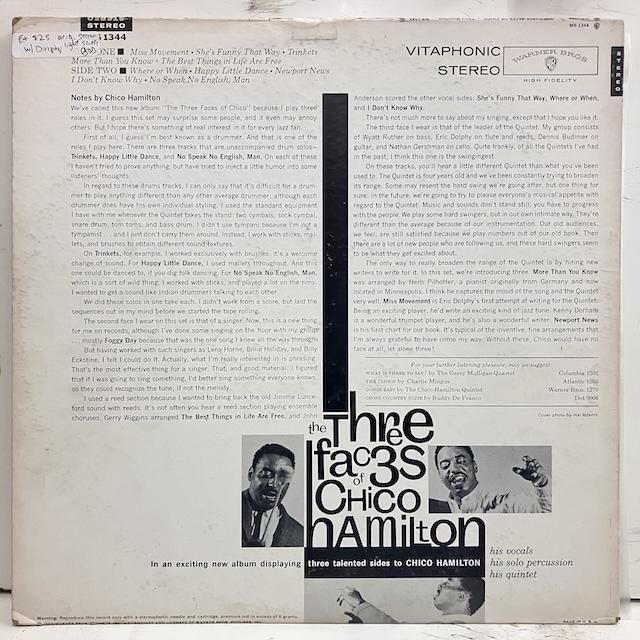 STEREO
1344
SIDE ONE ■ Miss Movement • She's Funny That Way • Trinkets
More Than You Know • The Best Things in Life Are Free
SIDE TWO ■ Where or When • Happy Little Dance • Newport News
I Don't Know Why • No Speak No English, Man
VITAPHONIC
STEREO
WARNER BROS.
HIGH FIDELITY
WS 1344
STEREO
Notes by Chico Hamilton
We've called this new album "The Three Faces of Chico" because I play three
roles in it. I guess this set may surprise some people, and it even may annoy
others. But I hope there's something of real interest in it for every jazz fan.
First of all, I guess I'm best known as a drummer. And that is one of the
roles I play here. There are three tracks that are unaccompanied drum solos—
Trinkets, Happy Little Dance, and No Speak No English, Man. On each of these
I haven't tried to prove anything, but have tried to inject a little humor into some
listeners' thoughts.
In regard to these drums tracks, I can only say that it's difficult for a drum-
mer to play anything different than any other average drummer; although each
drummer does have his own individual styling. I used the standard equipment
I have with me whenever the Quintet takes the stand: two cymbals, sock cymbal,
snare drum, tom toms, and bass drum. I didn't use tympani because I'm not a
tympanist . . . and I just don't carry them around. Instead, I work with sticks, mal-
lets, and brushes to obtain different sound textures.
On Trinkets, for example, I worked exclusively with brushes. It's a welcome
change of sound. For Happy Little Dance, I used mallets throughout. And this
one could be danced to, if you dig folk dancing. For No Speak No English, Man,
which is a sort of wild thing, I worked with sticks, and played a lot on the rims.
I wanted to get a sound like Indian drummers talking to each other.
We did these solos in one take each. I didn't work from a score, but laid the
sequences out in my mind before we started the tape rolling.
The second face I wear on this set is that of a singer. Now, this is a new thing
for me on records, although I've done some singing on the floor with my group
. . . mostly Foggy Day because that was the one song I knew all the way through.
But having worked with such singers as Lena Horne, Billie Holiday, and Billy
Eckstine, I felt I could do it. Actually, what I'm really interested in is phrasing.
That's the most effective thing for a singer. That, and good material. I figured
that if I was going to sing something, I'd better sing something everyone knows,
so they could recognize the tune, if not the melody.
I used a reed section because I wanted to bring back the old Jimmie Lunce-
ford sound with reeds. It's not often you hear a reed section playing ensemble
choruses. Gerry Wiggins arranged The Best Things in Life Are Free, and John
Anderson scored the other vocal sides: She's Funny That Way, Where or When,
and I Don't Know Why.
There's not much more to say about my singing, except that I hope you like it.
The third face I wear is that of the leader of the Quintet. My group consists
of Wyatt Ruther on bass, Eric Dolphy on flute and reeds, Dennis Budimir on
guitar, and Nathan Gershman on cello. Quite frankly, of all the Quintets I've had
in the past, I think this one is the swingingest.
On these tracks, you'll hear a little different Quintet than what you've been
used to. The Quintet is four years old and we've been constantly trying to broaden
its range. Some may resent the hard swing we're going after, but one thing for
sure: in the future, we're going to try to please everyone's musical appetite with
regard to the Quintet. Music and sounds don't stand still; you have to progress
with the people. We play some hard swingers, but in our own intimate way. They're
different than the average because of our instrumentation. Our old audiences,
we feel, are still satisfied because we play numbers out of our old book. Then
there are a lot of new people who are following us, and these hard swingers seem
to be what they get excited about.
The only way to really broaden the range of the Quintet is by hiring new
writers to write for it. In this set, we're introducing three. More Than You Know
was arranged by Herb Pilhofer, a pianist originally from Germany and now
located in Minneapolis. I think he captures the mood of the song and the Quintet
very well. Miss Movement is Eric Dolphy's first attempt at writing for the Quintet.
Being an exciting player, he'd write an exciting kind of jazz tune. Kenny Dorham
is a wonderful trumpet player, and he's also a wonderful writer. Newport News
is his first chart for our book. It's typical of the inventive, fine arrangements that
I'm always grateful to have come my way. Without these, Chico would have no
face at all, let alone three!
For your further listening pleasure, may we suggest:
WHAT IS THERE TO SAY? by The Gerry Mulligan Quartet Columbia 1307
THE CLOWN by Charlie Mingus Atlantic 1260
GONGS EAST by The Chico Hamilton Quintet Warner Bros. 1270
CROSS COUNTRY SUITE by Buddy De Franco Dot 9006
Cover photo by Hal Adams
the Three
faces
of
Chico
hamilton
In an exciting new album displaying three talented sides to CHICO HAMILTON
his vocals
his solo percussion
his quintet